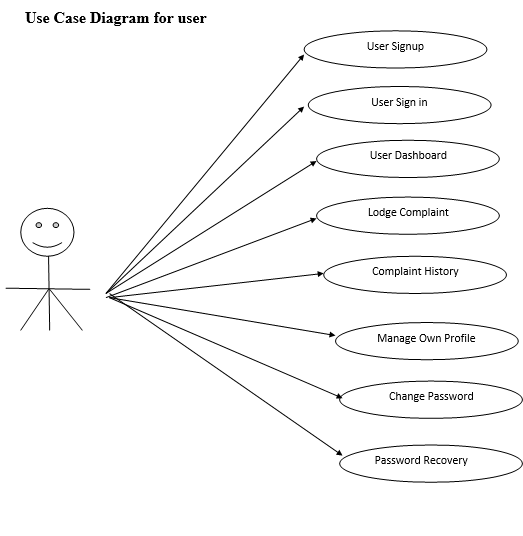 Use Case Diagram for user
User Signup
User Sign in
User Dashboard
Lodge Complaint
Complaint History
Manage Own Profile
Change Password
Password Recovery